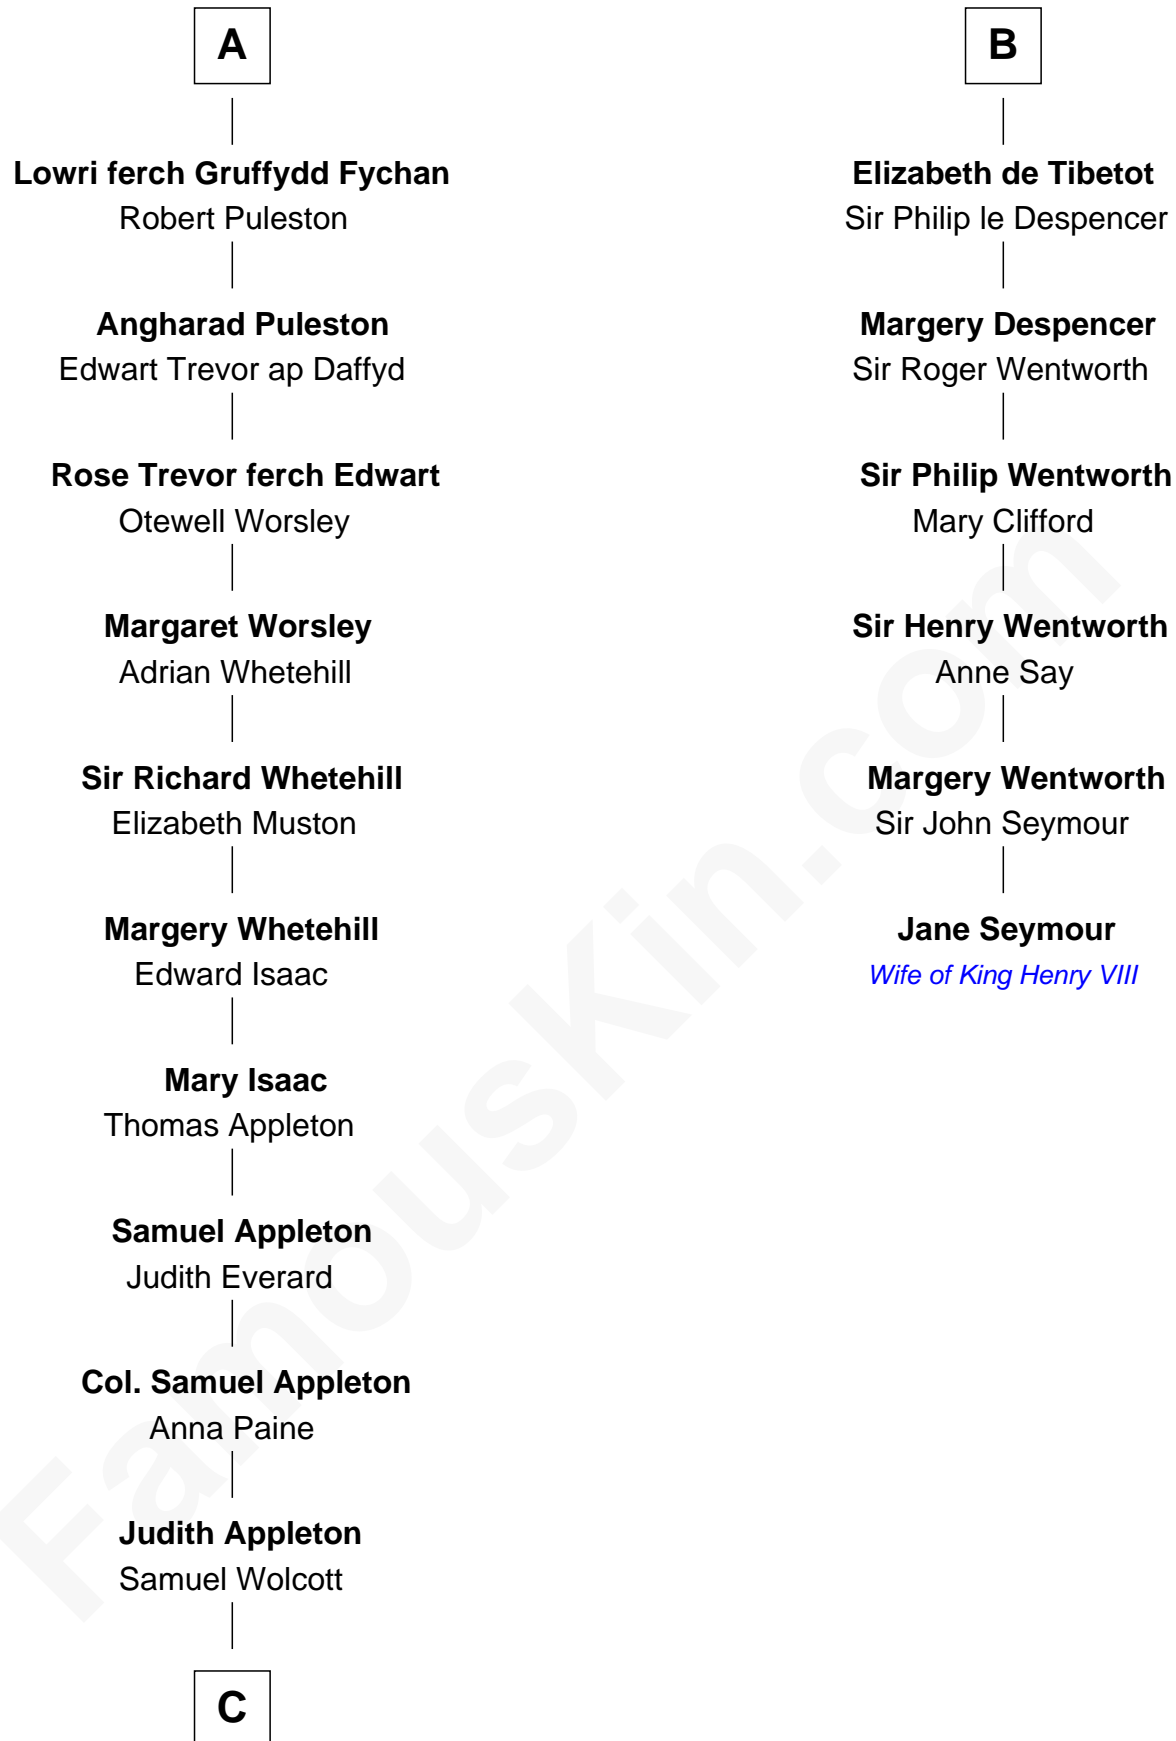 A
Lowri ferch Gruffydd Fychan
Robert Puleston
Angharad Puleston
Edwart Trevor ap Daffyd
Rose Trevor ferch Edwart
Otewell Worsley
Margaret Worsley
Adrian Whetehill
Sir Richard Whetehill
Elizabeth Muston
Margery Whetehill
Edward Isaac
Mary Isaac
Thomas Appleton
Samuel Appleton
Judith Everard
Col. Samuel Appleton
Anna Paine
Judith Appleton
Samuel Wolcott
C
B
Elizabeth de Tibetot
Sir Philip le Despencer
Margery Despencer
Sir Roger Wentworth
Sir Philip Wentworth
Mary Clifford
Sir Henry Wentworth
Anne Say
Margery Wentworth
Sir John Seymour
Jane Seymour
Wife of King Henry VIII
FamousKin.com